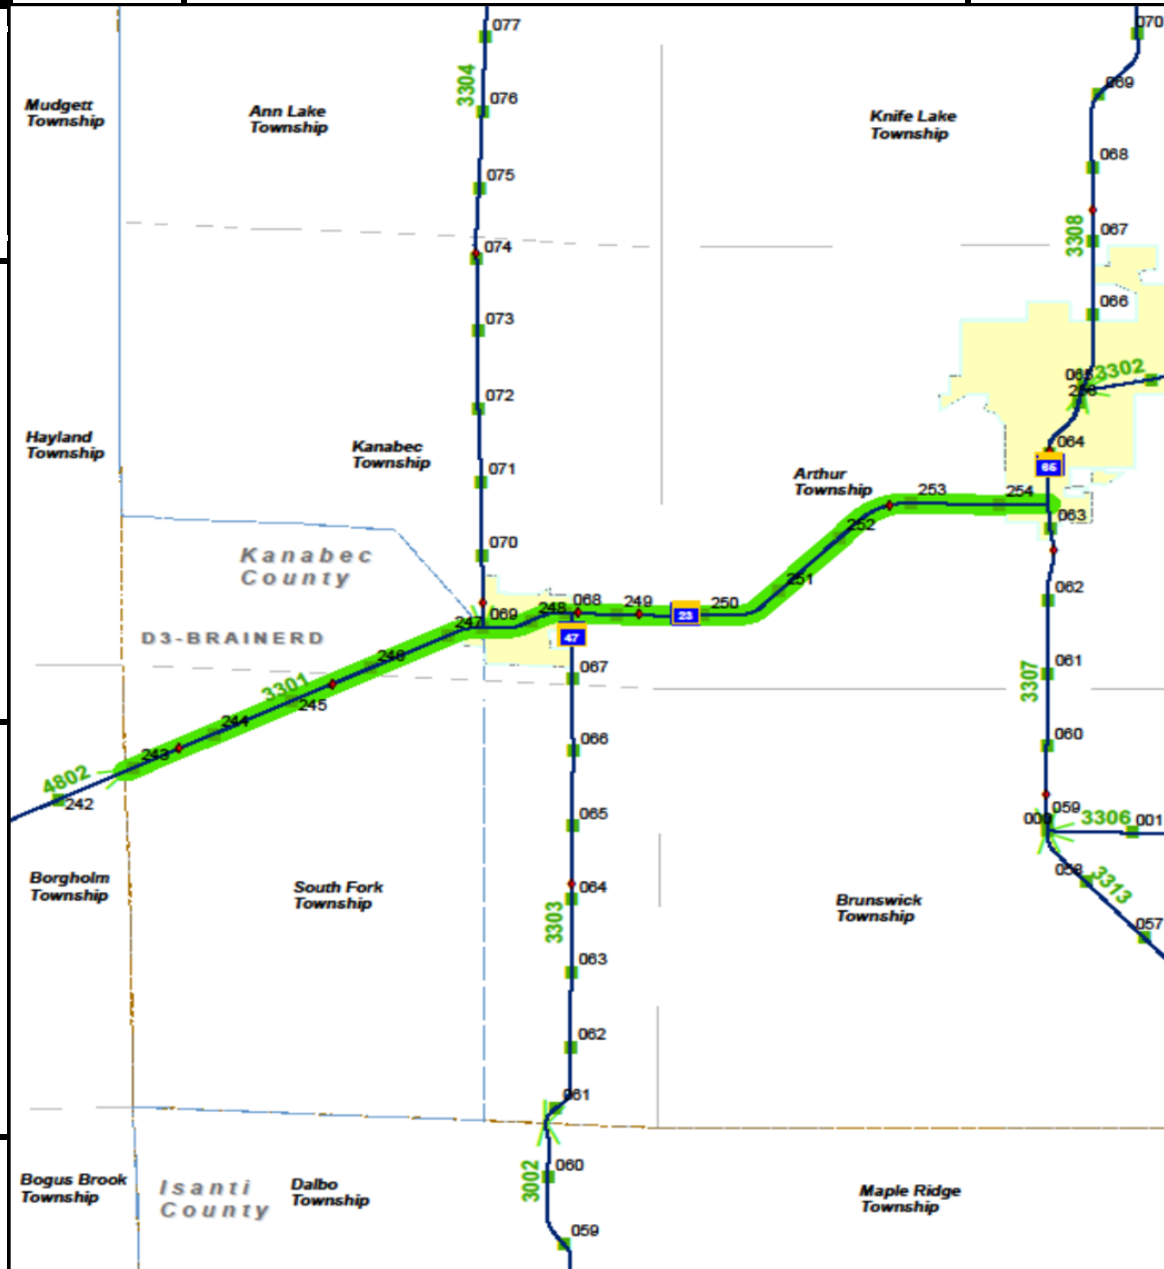 077
070
3304
069
076
Mudgett
Township
Ann Lake
Township
Knife Lake
Township
068
075
3308
067
074
066
073
3302
065
072
Hayland
Township
Kanabec
Township
064
65
071
Arthur
Township
253
254
063
252
070
Kanabec
County
251
062
247
069
248
068
249
23
250
D3-BRAINERD
47
246
067
061
3307
3301
245
244
243
066
060
4802
242
065
059
000
3306
001
058
3313
Borgholm
Township
South Fork
Township
064
Brunswick
Township
3303
057
063
062
061
3002
060
Bogus Brook
Township
Isanti
County
Dalbo
Township
Maple Ridge
Township
059